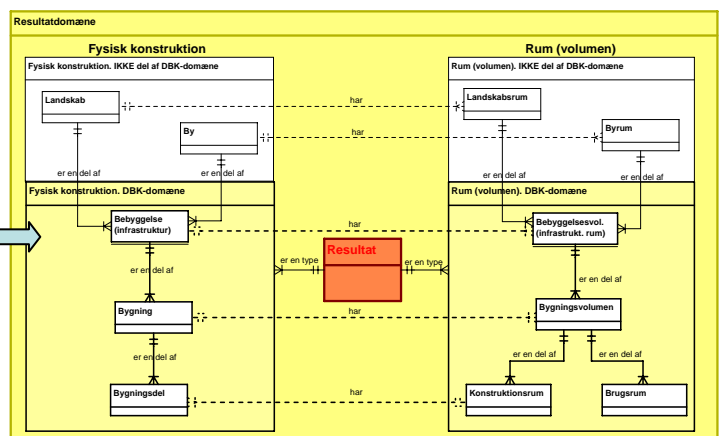 Resultatdomæne
Fysisk konstruktion
Rum (volumen)
Fysisk konstruktion. IKKE del af DBK-domæne
Rum (volumen). IKKE del af DBK-domæne
Landskab
har
Landskabsrum
By
har
Byrum
er en del af
er en del af
er en del af
er en del af
Fysisk konstruktion. DBK-domæne
Rum (volumen). DBK-domæne
Bebyggelse
(infrastruktur)
har
Bebyggelsesvol.
(infrastrukt. rum)
Resultat
er en type
er en type
er en del af
er en del af
Bygning
har
Bygningsvolumen
er en del af
er en del af
er en del af
Bygningsdel
har
Konstruktionsrum
Brugsrum